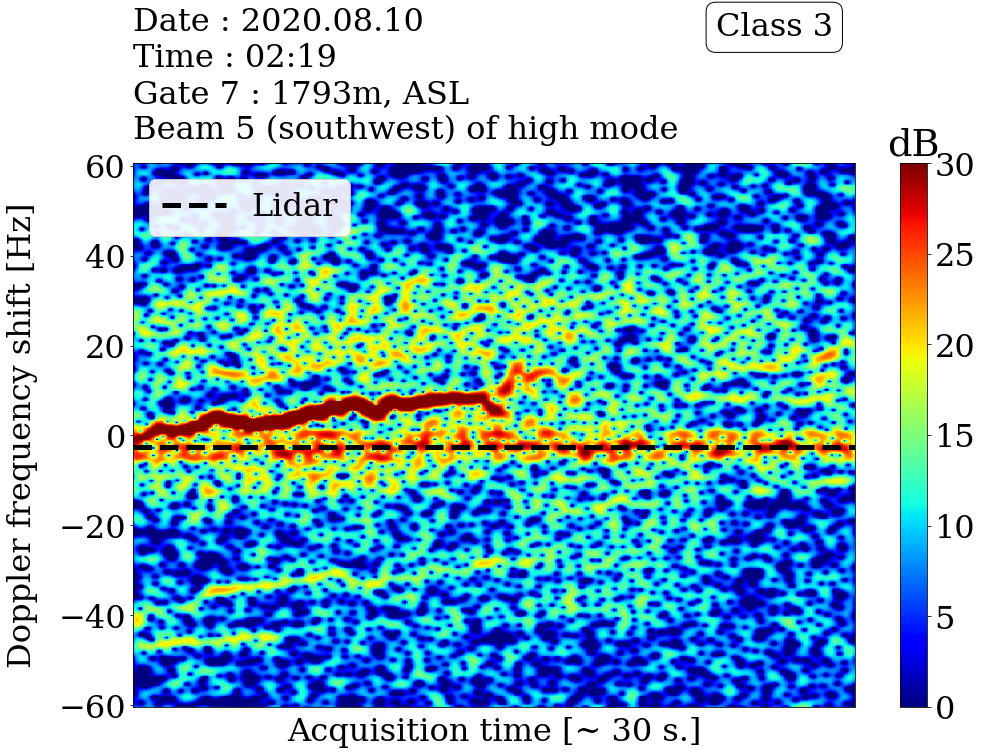 Date : 2020.08.10
Time : 02:19
Gate 7 : 1793m, ASL
Beam 5 (southwest) of high mode
Class 3
dB
Lidar
Doppler frequency shift [Hz]
60
40
20
0
−20
−40
−60
Acquisition time [~ 30 s.]
30
25
20
15
10
5
0